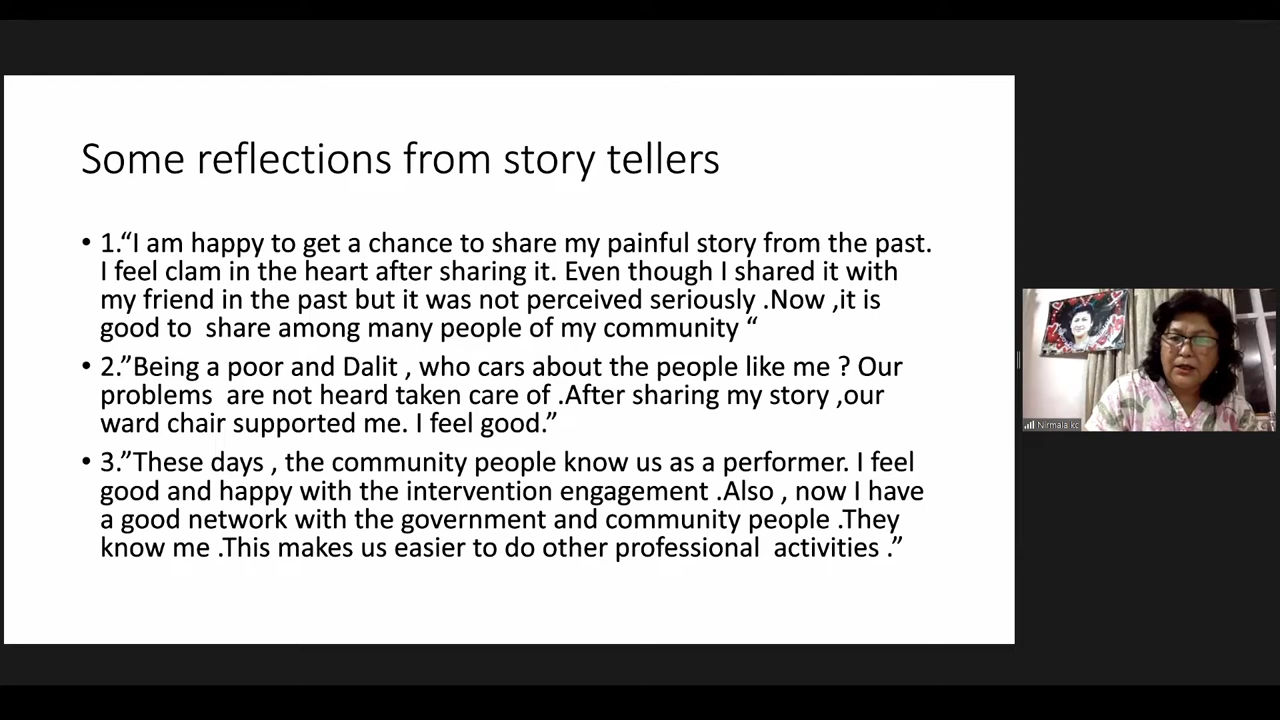 Some reflections from story tellers
• 1.“I am happy to get a chance to share my painful story from the past.
I feel clam in the heart after sharing it. Even though I shared it with
my friend in the past but it was not perceived seriously .Now ,it is
good to  share among many people of my community “
• 2.”Being a poor and Dalit , who cars about the people like me ? Our
problems  are not heard taken care of .After sharing my story ,our
ward chair supported me. I feel good.”
• 3.”These days , the community people know us as a performer. I feel
good and happy with the intervention engagement .Also , now I have
a good network with the government and community people .They
know me .This makes us easier to do other professional  activities .”
Nirmala kc